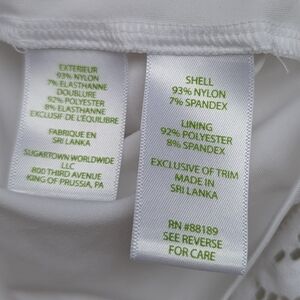 EXTERIEUR
93% NYLON
7% ELASTHANNE
DOUBLURE
92% POLYESTER
8% ELASTHANNE
EXCLUSIF DE L'EQUILIBRE
FABRIQUE EN
SRI LANKA
SUGARTOWN WORLDWIDE
LLC
800 THIRD AVENUE
KING OF PRUSSIA, PA
SHELL
93% NYLON
7% SPANDEX
LINING
92% POLYESTER
8% SPANDEX
EXCLUSIVE OF TRIM
MADE IN
SRI LANKA
RN #88189
SEE REVERSE
FOR CARE